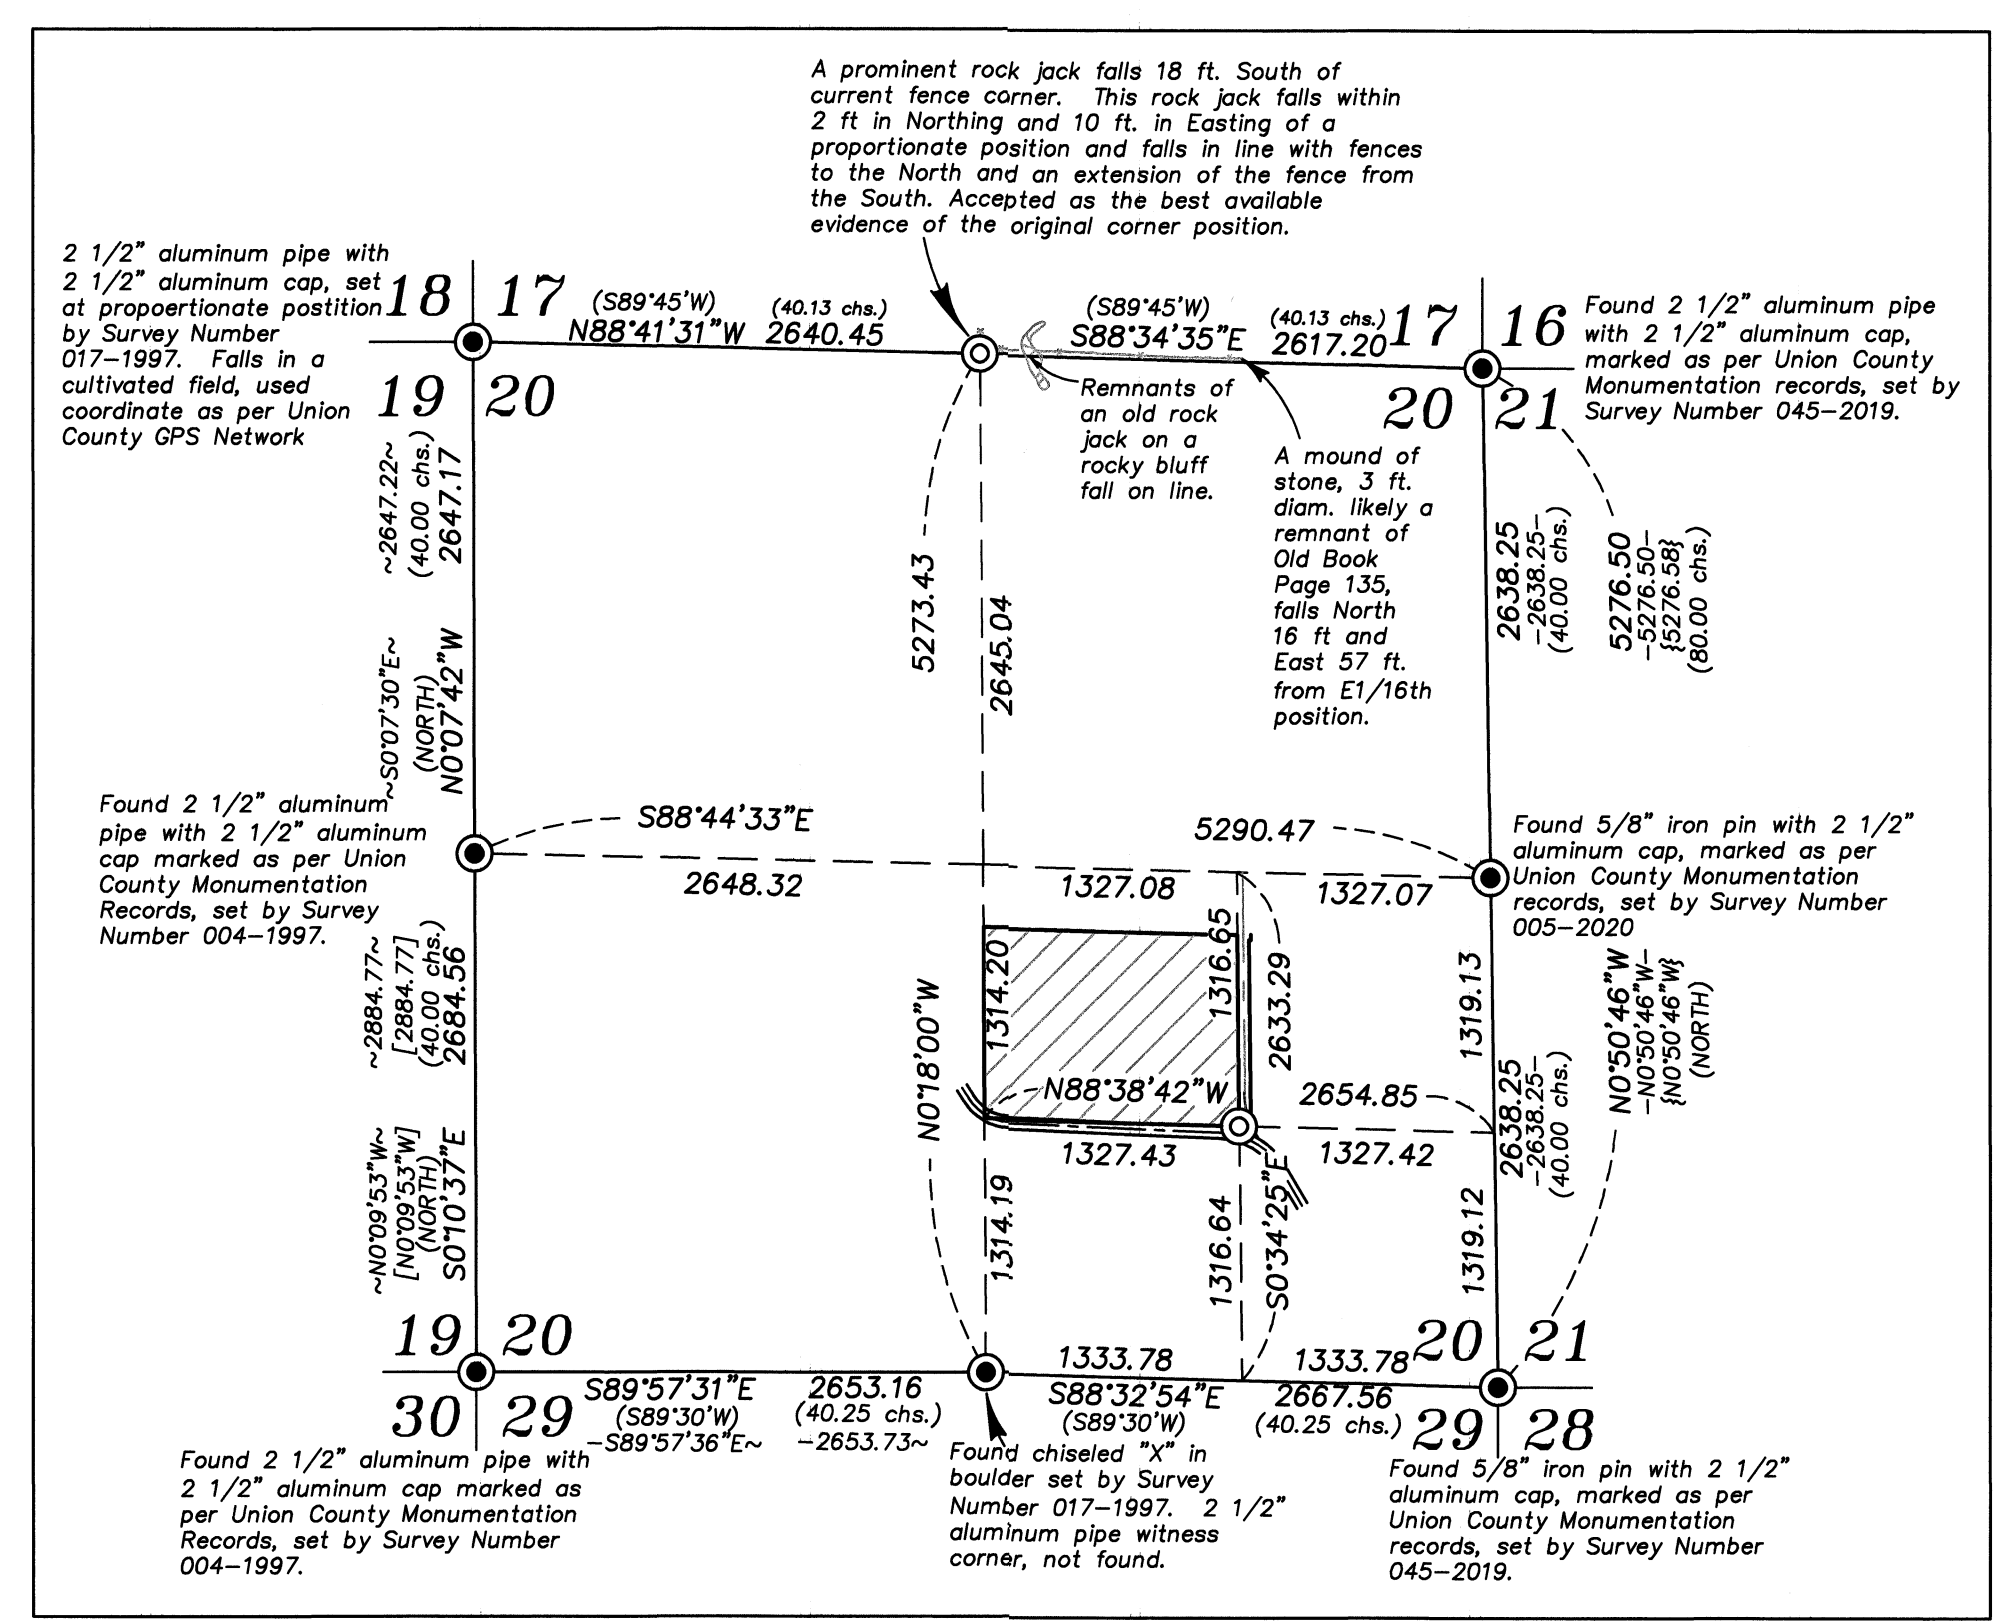 A prominent rock jack falls 18 ft. South of
current fence corner. This rock jack falls within
2 ft in Northing and 10 ft. in Easting of a
proportionate position and falls in line with fences
to the North and an extension of the fence from
the South. Accepted as the best available
evidence of the original corner position.
2 1/2" aluminum pipe with
2 1/2" aluminum cap, set
at propoertionate postition
by Survey Number
017-1997. Falls in a
cultivated field, used
coordinate as per Union
County GPS Network
18 17
19 20
(S89°45'W) (40.13 chs.)
N88°41'31"W 2640.45
(S89°45'W) (40.13 chs.)
S88°34'35"E 2617.20
17 16
20 21
Found 2 1/2" aluminum pipe
with 2 1/2" aluminum cap,
marked as per Union County
Monumentation records, set by
Survey Number 045-2019.
Remnants of
an old rock
jack on a
rocky bluff
fall on line.
A mound of
stone, 3 ft.
diam. likely a
remnant of
Old Book
Page 135,
falls North
16 ft and
East 57 ft.
from E1/16th
position.
~2647.22~
(40.00 chs.)
2647.17
~S0°07'30"E~
(NORTH)
N0°07'42"W
5273.43
2645.04
2638.25
-2638.25-
(40.00 chs.)
5276.50
-5276.50-
{5276.58}
(80.00 chs.)
Found 2 1/2" aluminum
pipe with 2 1/2" aluminum
cap marked as per Union
County Monumentation
Records, set by Survey
Number 004-1997.
S88°44'33"E
2648.32
5290.47
1327.08
1327.07
Found 5/8" iron pin with 2 1/2"
aluminum cap, marked as per
Union County Monumentation
records, set by Survey Number
005-2020
~2884.77~
[2884.77]
(40.00 chs.)
2684.56
~N0°09'53"W~
[N0°09'53"W]
(NORTH)
S0°10'37"E
N0°18'00"W
1314.20
1316.65
2633.29
1319.13
N0°50'46"W
-N0°50'46"W-
{N0°50'46"W}
(NORTH)
N88°38'42"W
2654.85
1327.43
1327.42
2638.25
-2638.25-
(40.00 chs.)
1314.19
1316.64
S0°34'25"E
1319.12
19 20
30 29
S89°57'31"E 2653.16
(S89°30'W) (40.25 chs.)
-S89°57'36"E~ -2653.73~
1333.78 1333.78
S88°32'54"E 2667.56
(S89°30'W) (40.25 chs.)
20 21
29 28
Found 2 1/2" aluminum pipe with
2 1/2" aluminum cap marked as
per Union County Monumentation
Records, set by Survey Number
004-1997.
Found chiseled "X" in
boulder set by Survey
Number 017-1997. 2 1/2"
aluminum pipe witness
corner, not found.
Found 5/8" iron pin with 2 1/2"
aluminum cap, marked as per
Union County Monumentation
records, set by Survey Number
045-2019.